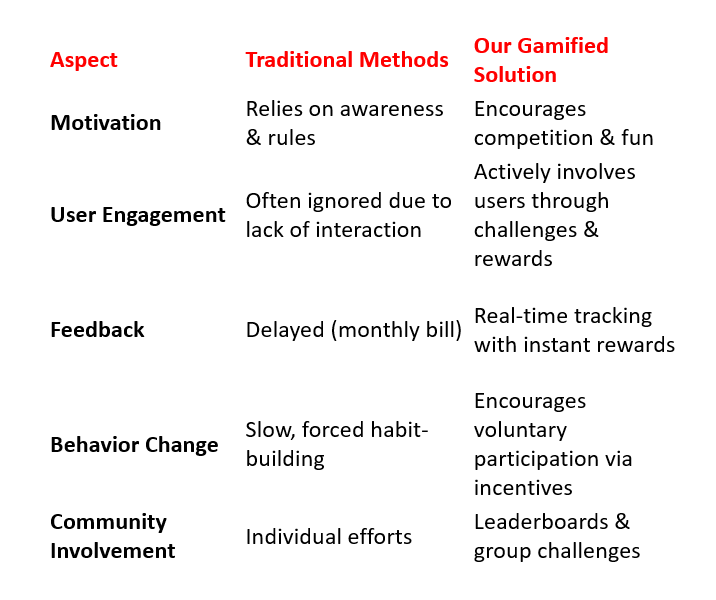 Aspect
Traditional Methods
Our Gamified
Solution
Motivation
Relies on awareness
& rules
Encourages
competition & fun
User Engagement
Often ignored due to
lack of interaction
Actively involves
users through
challenges &
rewards
Feedback
Delayed (monthly bill)
Real-time tracking
with instant rewards
Behavior Change
Slow, forced habit-
building
Encourages
voluntary
participation via
incentives
Community
Involvement
Individual efforts
Leaderboards &
group challenges